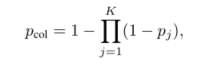 p_col = 1 − ∏_{j=1}^{K} (1 − p_j),